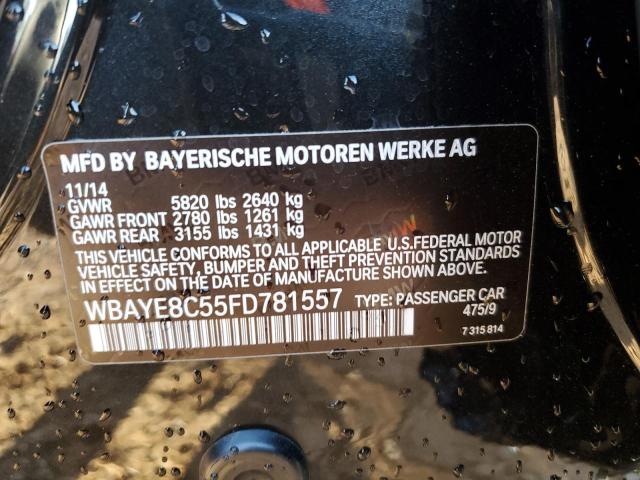 MFD BY BAYERISCHE MOTOREN WERKE AG
11/14
GVWR 5820 lbs 2640 kg
GAWR FRONT 2780 lbs 1261 kg
GAWR REAR 3155 lbs 1431 kg
THIS VEHICLE CONFORMS TO ALL APPLICABLE U.S.FEDERAL MOTOR
VEHICLE SAFETY, BUMPER AND THEFT PREVENTION STANDARDS
IN EFFECT ON THE DATE OF MANUFACTURE SHOWN ABOVE.
WBAYE8C55FD781557 TYPE: PASSENGER CAR
475/9
7 315 814